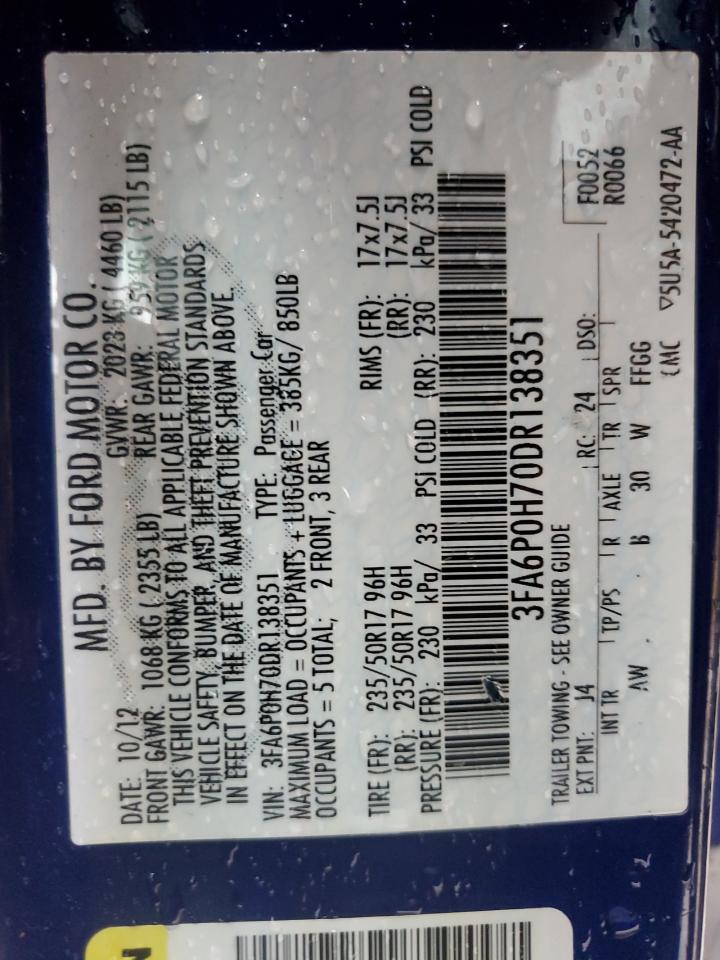 MFD. BY FORD MOTOR CO.
DATE: 10/12 GVWR: 2023 KG ( 4460 LB)
FRONT GAWR: 1068 KG ( 2355 LB) REAR GAWR: 959 KG ( 2115 LB)
THIS VEHICLE CONFORMS TO ALL APPLICABLE FEDERAL MOTOR
VEHICLE SAFETY, BUMPER, AND THEFT PREVENTION STANDARDS
IN EFFECT ON THE DATE OF MANUFACTURE SHOWN ABOVE.
VIN: 3FA6P0H70DR138351 TYPE: Passenger Car
MAXIMUM LOAD = OCCUPANTS + LUGGAGE = 385KG/ 850LB
OCCUPANTS = 5 TOTAL; 2 FRONT, 3 REAR
TIRE (FR): 235/50R17 96H RIMS (FR): 17x7.5J
(RR): 235/50R17 96H (RR): 17x7.5J
PRESSURE (FR): 230 kPa/ 33 PSI COLD (RR): 230 kPa/ 33 PSI COLD
3FA6P0H70DR138351
TRAILER TOWING - SEE OWNER GUIDE
EXT PNT: J4 RC: 24 DSO: F0052
R0066
INT TR TP/PS R AXLE TR SPR
AW B 30 W FFGG
5U5A-5420472-AA
N